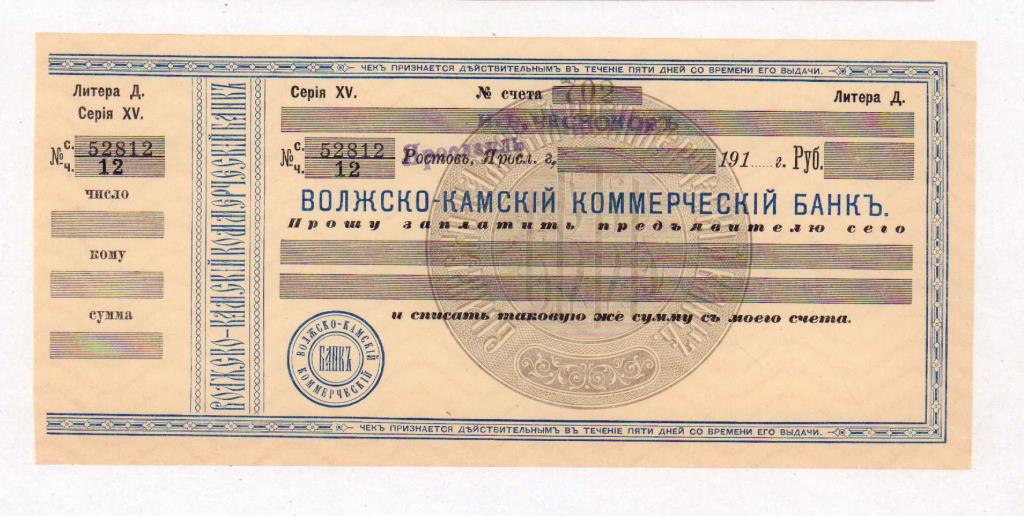 ЧЕКЪ ПРИЗНАЕТСЯ ДѢЙСТВИТЕЛЬНЫМЪ ВЪ ТЕЧЕНІЕ ПЯТИ ДНЕЙ СО ВРЕМЕНИ ЕГО ВЫДАЧИ.
Литера Д.
Серія XV.
№ с. 52812
ч. 12
число
кому
сумма
ВОЛЖСКО-КАМСКІЙ КОММЕРЧЕСКІЙ БАНКЪ
Серія XV. № счета 702 Литера Д.
Ярославль
№ с. 52812
ч. 12
Ростовъ, Яросл. г, 191 г. Руб.
ВОЛЖСКО-КАМСКІЙ КОММЕРЧЕСКІЙ БАНКЪ.
Прошу заплатить предъявителю сего
и списать таковую же сумму съ моего счета.
ВОЛЖСКО-КАМСКІЙ
БАНКЪ
КОММЕРЧЕСКІЙ
ЧЕКЪ ПРИЗНАЕТСЯ ДѢЙСТВИТЕЛЬНЫМЪ ВЪ ТЕЧЕНІЕ ПЯТИ ДНЕЙ СО ВРЕМЕНИ ЕГО ВЫДАЧИ.